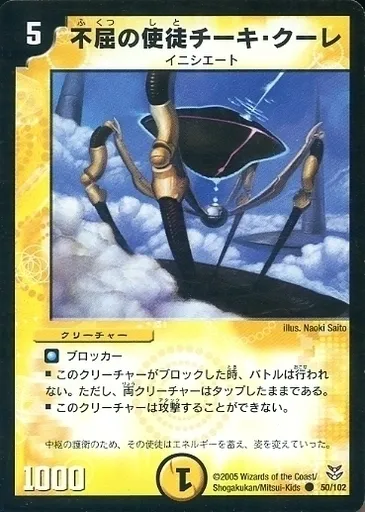 5
不屈の使徒チーキ・クーレ
イニシエート
illus. Naoki Saito
クリーチャー
ブロッカー
■ このクリーチャーがブロックした時、バトルは行われ
ない。ただし、両クリーチャーはタップしたままである。
■ このクリーチャーは攻撃することができない。
中枢の護衛のため、その使徒はエネルギーを蓄え、姿を変えていった。
1000
1
©2005 Wizards of the Coast/
Shogakukan/Mitsui-Kids ● 50/102